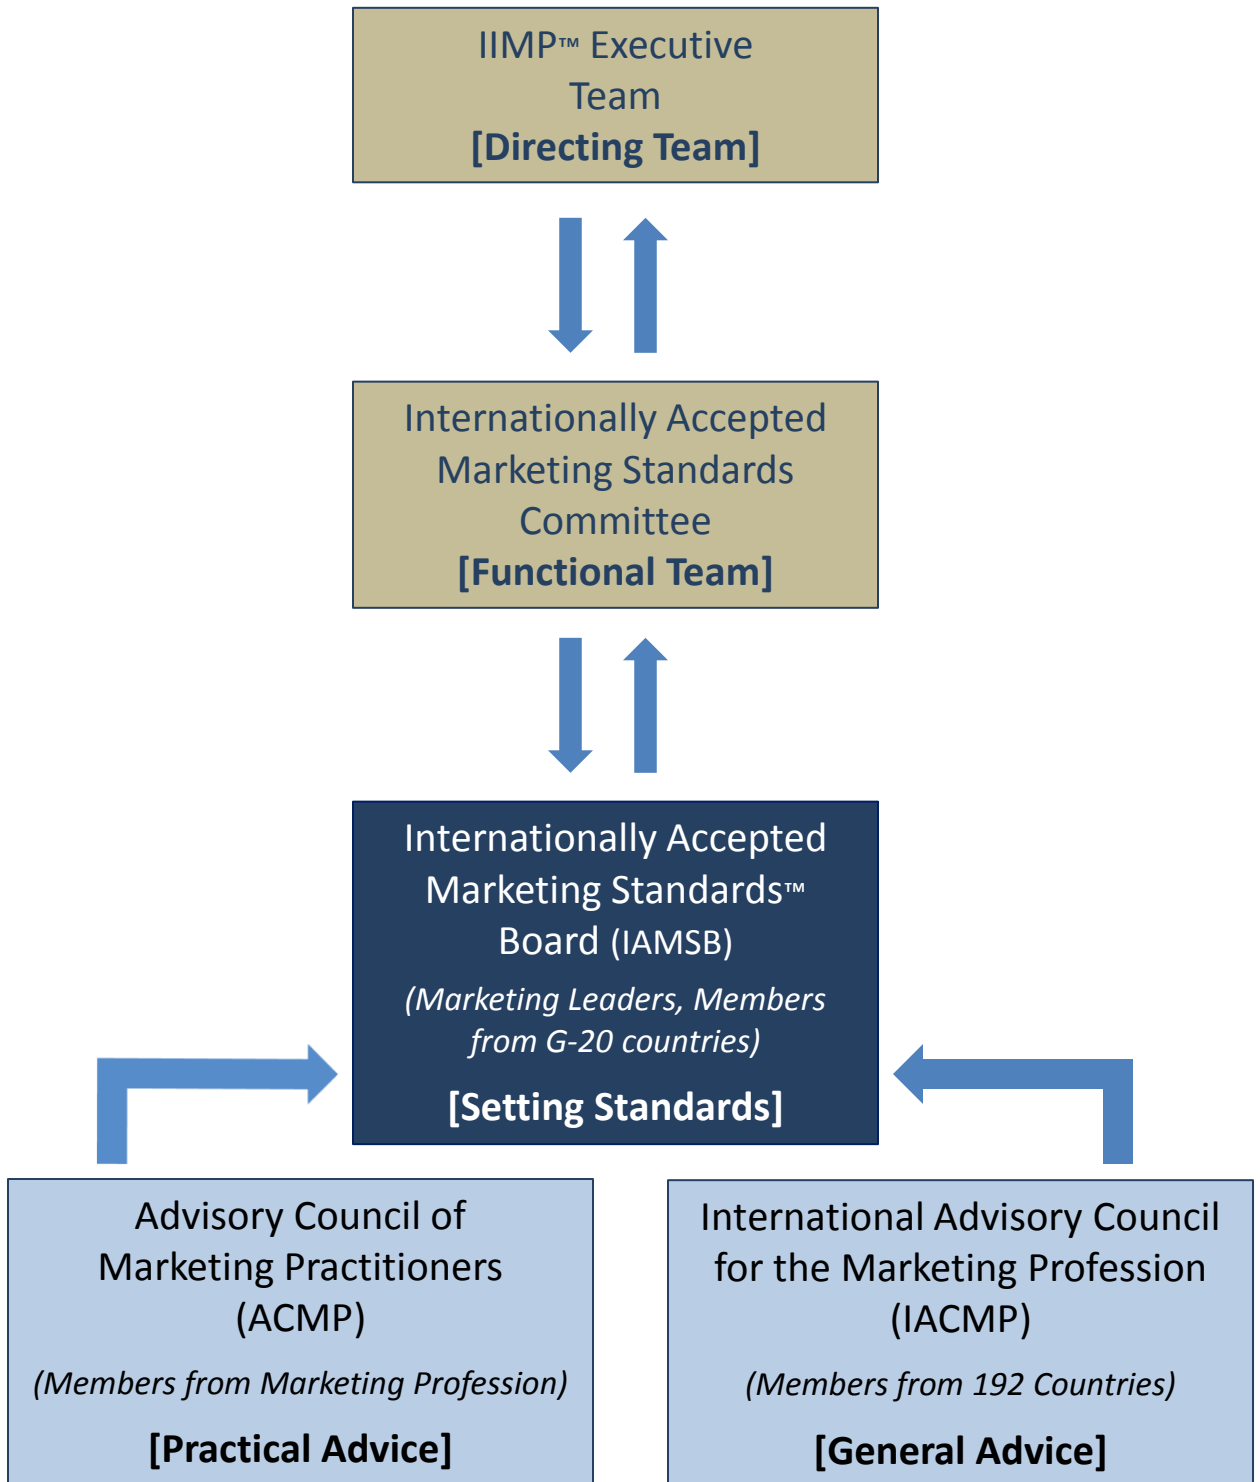 IIMP™ Executive
Team
[Directing Team]
Internationally Accepted
Marketing Standards
Committee
[Functional Team]
Internationally Accepted
Marketing Standards™
Board (IAMSB)
(Marketing Leaders, Members
from G-20 countries)
[Setting Standards]
Advisory Council of
Marketing Practitioners
(ACMP)
(Members from Marketing Profession)
[Practical Advice]
International Advisory Council
for the Marketing Profession
(IACMP)
(Members from 192 Countries)
[General Advice]